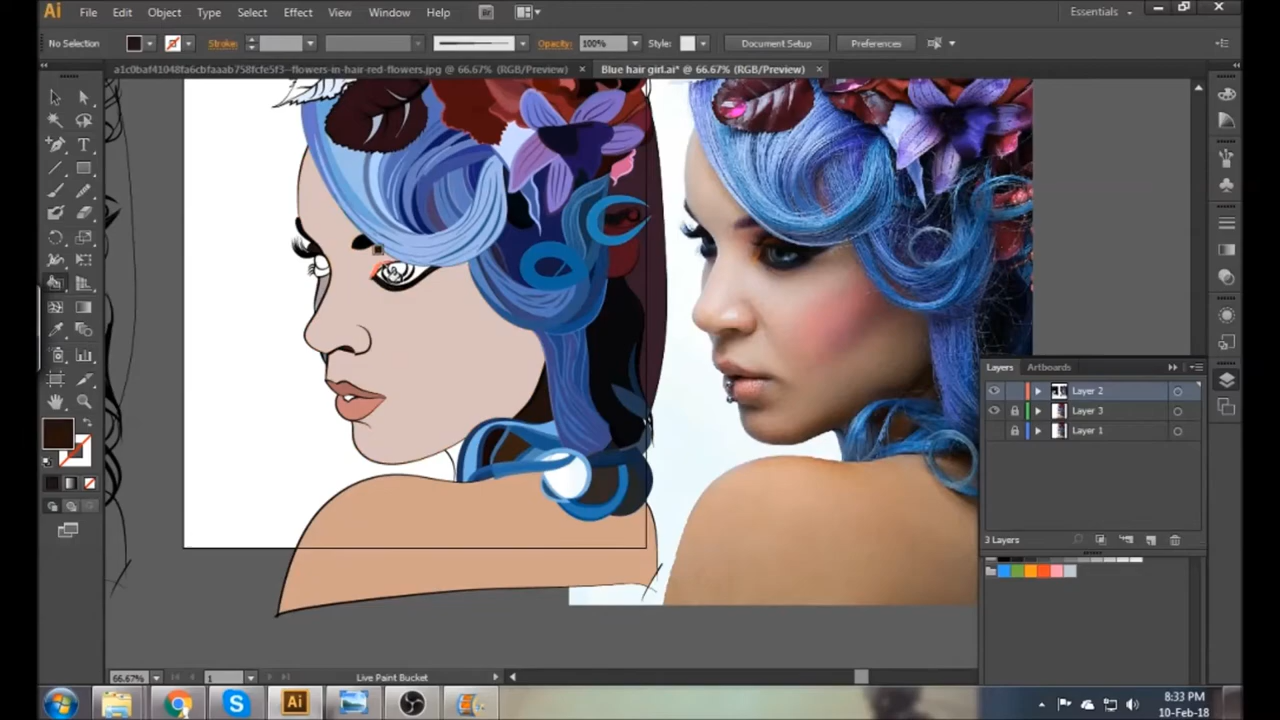 Ai File Edit Object Type Select Effect View Window Help Br Essentials
No Selection Stroke: Opacity: 100% Style: Document Setup Preferences
a1c0baf41048fa6cbfaaab758fcfe5f3--flowers-in-hair-red-flowers.jpg @ 66.67% (RGB/Preview) × Blue hair girl.ai* @ 66.67% (RGB/Preview) ×
Layers Artboards
Layer 2
Layer 3
Layer 1
3 Layers
66.67% 1 Live Paint Bucket
Ai 8:33 PM
10-Feb-18